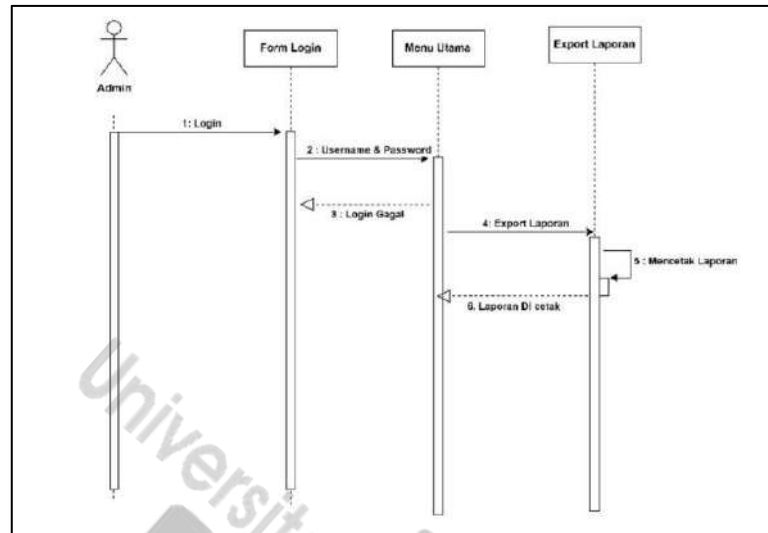 Form Login
Menu Utama
Export Laporan
Admin
1: Login
2 : Username & Password
3 : Login Gagal
4: Export Laporan
5 : Mencetak Laporan
6. Laporan Di cetak